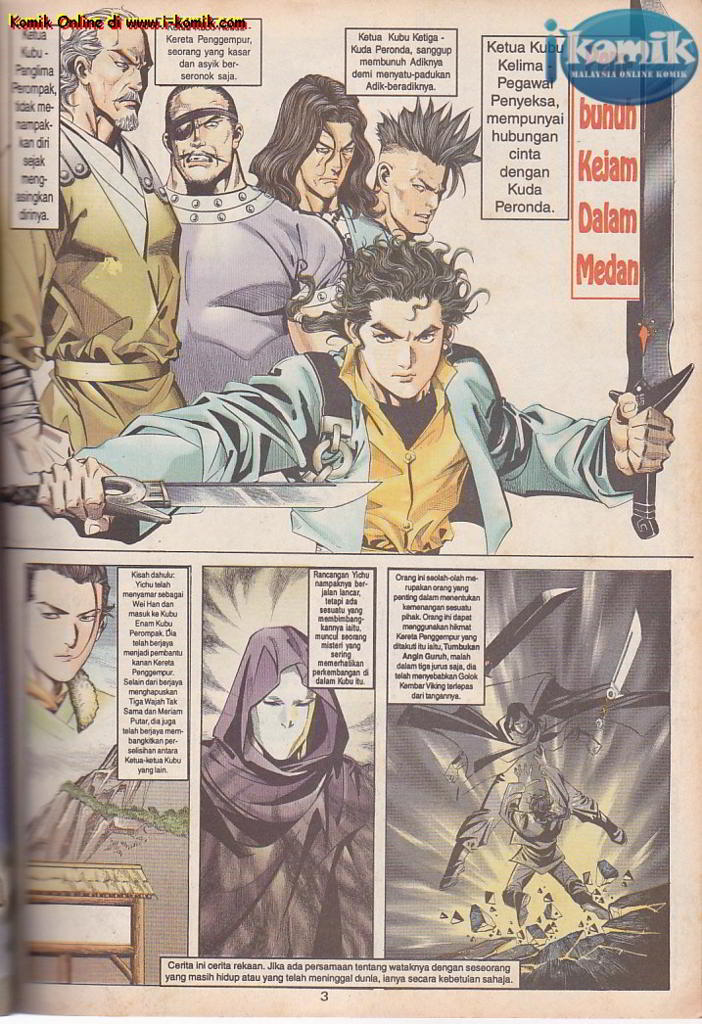 Komik Online di www.i-komik.com
ikomik
MALAYSIA ONLINE KOMIK
Ketua
Kubu -
Panglima
Perompak,
tidak me-
nampak-
kan diri
sejak
meng-
asingkan
dirinya.
Kereta Penggempur,
seorang yang kasar
dan asyik ber-
seronok saja.
Ketua Kubu Ketiga -
Kuda Peronda, sanggup
membunuh Adiknya
demi menyatu-padukan
Adik-beradiknya.
Ketua Kubu
Kelima -
Pegawai
Penyeksa,
mempunyai
hubungan
cinta
dengan
Kuda
Peronda.
bunuh
Kejam
Dalam
Medan
Kisah dahulu:
Yichu telah
menyamar sebagai
Wei Han dan
masuk ke Kubu
Enam Kubu
Perompak. Dia
telah berjaya
menjadi pembantu
kanan Kereta
Penggempur.
Selain dari berjaya
menghapuskan
Tiga Wajah Tak
Sama dan Meriam
Putar, dia juga
telah berjaya mem-
bangkitkan per-
selisihan antara
Ketua-ketua Kubu
yang lain.
Rancangan Yichu
nampaknya ber-
jalan lancar,
tetapi ada
sesuatu yang
membimbang-
kannya iaitu,
muncul seorang
misteri yang
sering
memerhatikan
perkembangan di
dalam Kubu itu.
Orang ini seolah-olah me-
rupakan orang yang
penting dalam menentukan
kemenangan sesuatu
pihak. Orang ini dapat
menggunakan hikmat
Kereta Penggempur yang
ditakuti itu iaitu, Tumbukan
Angin Guruh, malah
dalam tiga jurus saja, dia
telah menyebabkan Golok
Kembar Viking terlepas
dari tangannya.
Cerita ini cerita rekaan. Jika ada persamaan tentang wataknya dengan seseorang
yang masih hidup atau yang telah meninggal dunia, ianya secara kebetulan sahaja.
3